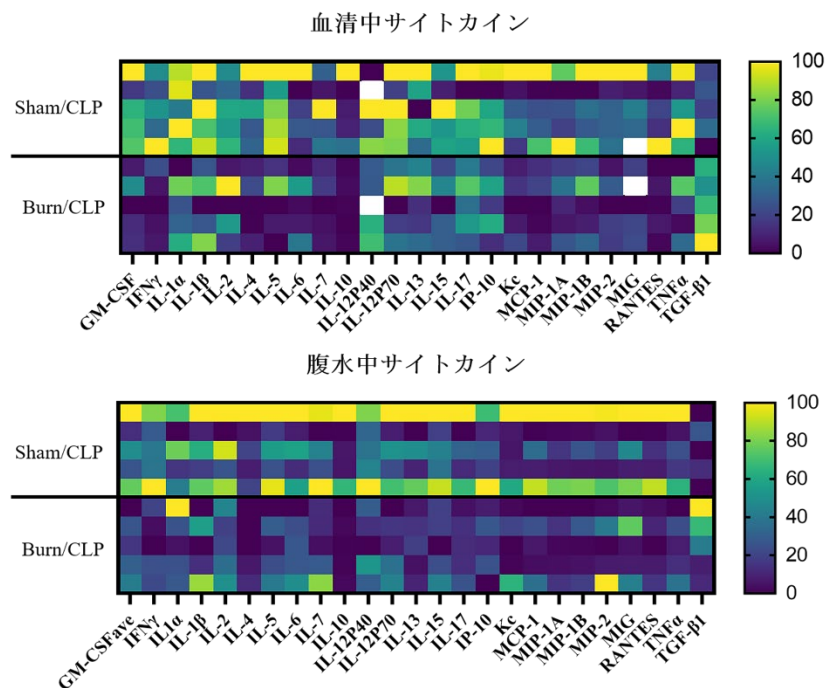 血清中サイトカイン
Sham/CLP
Burn/CLP
100
80
60
40
20
0
GM-CSF
IFNγ
IL-1α
IL-1β
IL-2
IL-4
IL-5
IL-6
IL-7
IL-10
IL-12P40
IL-12P70
IL-13
IL-15
IL-17
IP-10
Kc
MCP-1
MIP-1A
MIP-1B
MIP-2
MIG
RANTES
TNFα
TGF-β1
腹水中サイトカイン
Sham/CLP
Burn/CLP
100
80
60
40
20
0
GM-CSFave
IFNγ
IL1α
IL-1β
IL-2
IL-4
IL-5
IL-6
IL-7
IL-10
IL-12P40
IL-12P70
IL-13
IL-15
IL-17
IP-10
Kc
MCP-1
MIP-1A
MIP-1B
MIP-2
MIG
RANTES
TNFα
TGF-β1